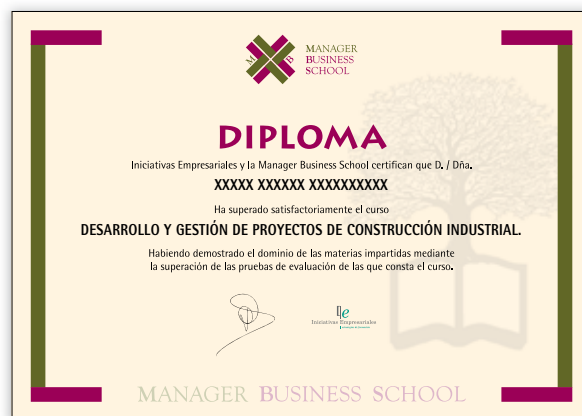 M B
MANAGER
BUSINESS
SCHOOL
DIPLOMA
Iniciativas Empresariales y la Manager Business School certifican que D. / Dña.
XXXXX XXXXXX XXXXXXXXXX
Ha superado satisfactoriamente el curso
DESARROLLO Y GESTIÓN DE PROYECTOS DE CONSTRUCCIÓN INDUSTRIAL.
Habiendo demostrado el dominio de las materias impartidas mediante
la superación de las pruebas de evaluación de las que consta el curso.
Iniciativas Empresariales
MANAGER BUSINESS SCHOOL